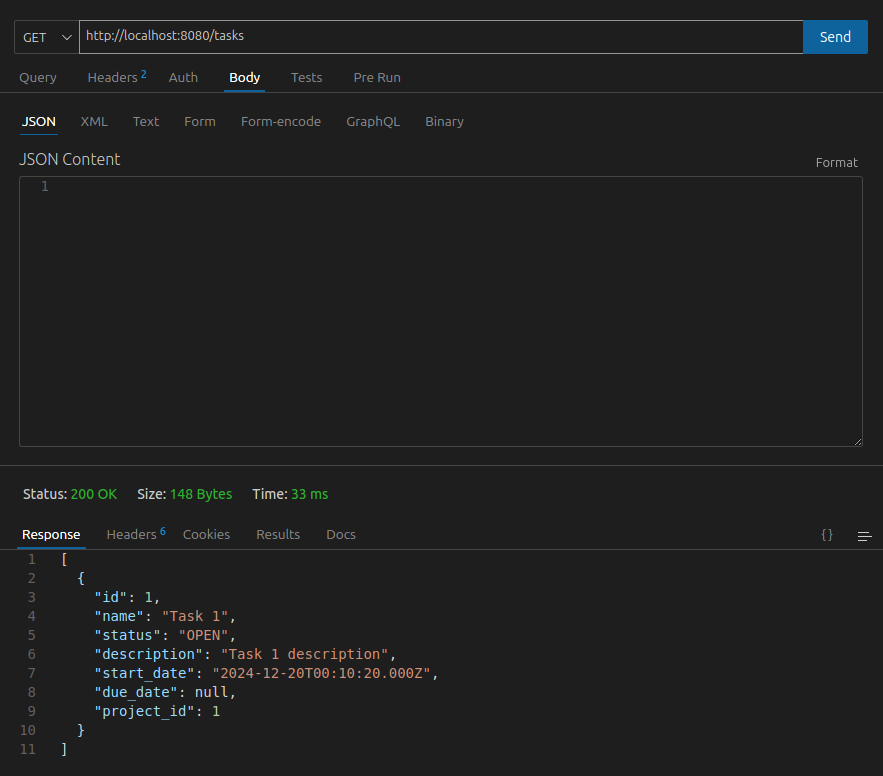 GET http://localhost:8080/tasks Send
Query Headers 2 Auth Body Tests Pre Run
JSON XML Text Form Form-encode GraphQL Binary
JSON Content Format
1
Status: 200 OK Size: 148 Bytes Time: 33 ms
Response Headers 6 Cookies Results Docs {}
1 [
2 {
3 "id": 1,
4 "name": "Task 1",
5 "status": "OPEN",
6 "description": "Task 1 description",
7 "start_date": "2024-12-20T00:10:20.000Z",
8 "due_date": null,
9 "project_id": 1
10 }
11 ]